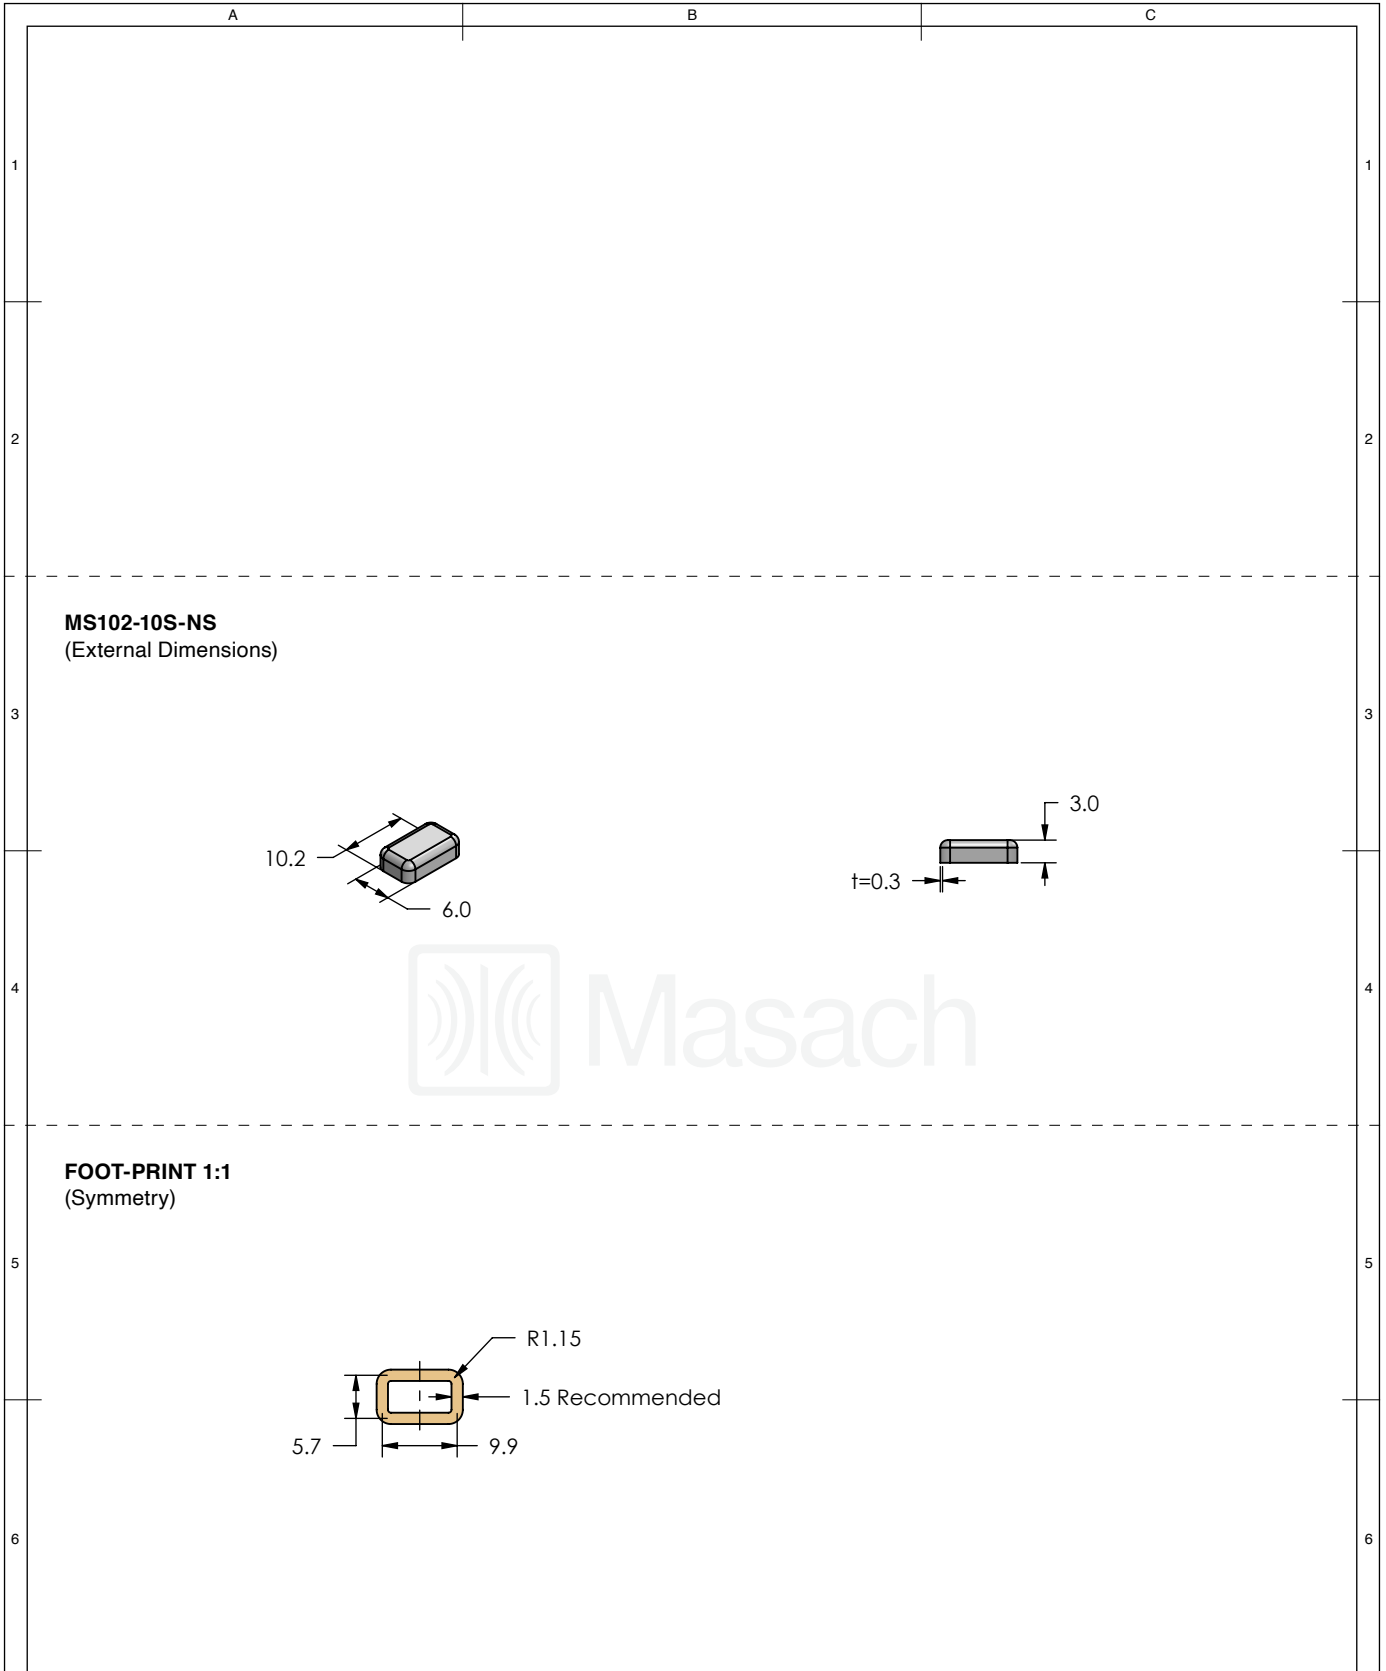 A B C
1 1
2 2
MS102-10S-NS
(External Dimensions)
3 3
3.0
10.2
t=0.3
6.0
4 4
Masach
FOOT-PRINT 1:1
(Symmetry)
5 5
R1.15
1.5 Recommended
5.7 9.9
6 6